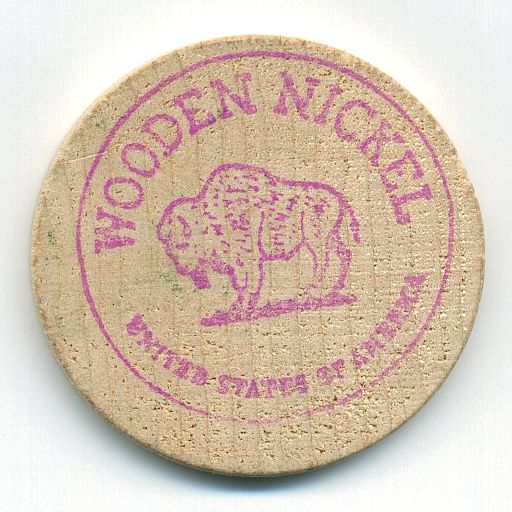 WOODEN NICKEL
UNITED STATES OF AMERICA